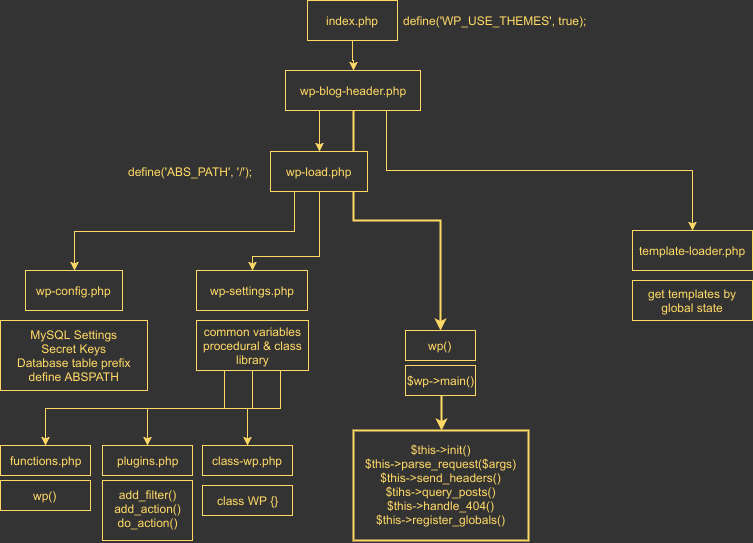 index.php
define('WP_USE_THEMES', true);
wp-blog-header.php
define('ABS_PATH', '/');
wp-load.php
template-loader.php
get templates by
global state
wp-config.php
MySQL Settings
Secret Keys
Database table prefix
define ABSPATH
wp-settings.php
common variables
procedural & class
library
wp()
$wp->main()
functions.php
wp()
plugins.php
add_filter()
add_action()
do_action()
class-wp.php
class WP {}
$this->init()
$this->parse_request($args)
$this->send_headers()
$tihs->query_posts()
$this->handle_404()
$this->register_globals()